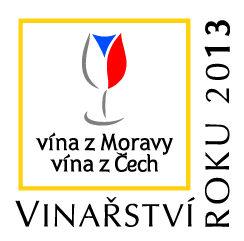 vína z Moravy
vína z Čech
VINAŘSTVÍ
ROKU 2013